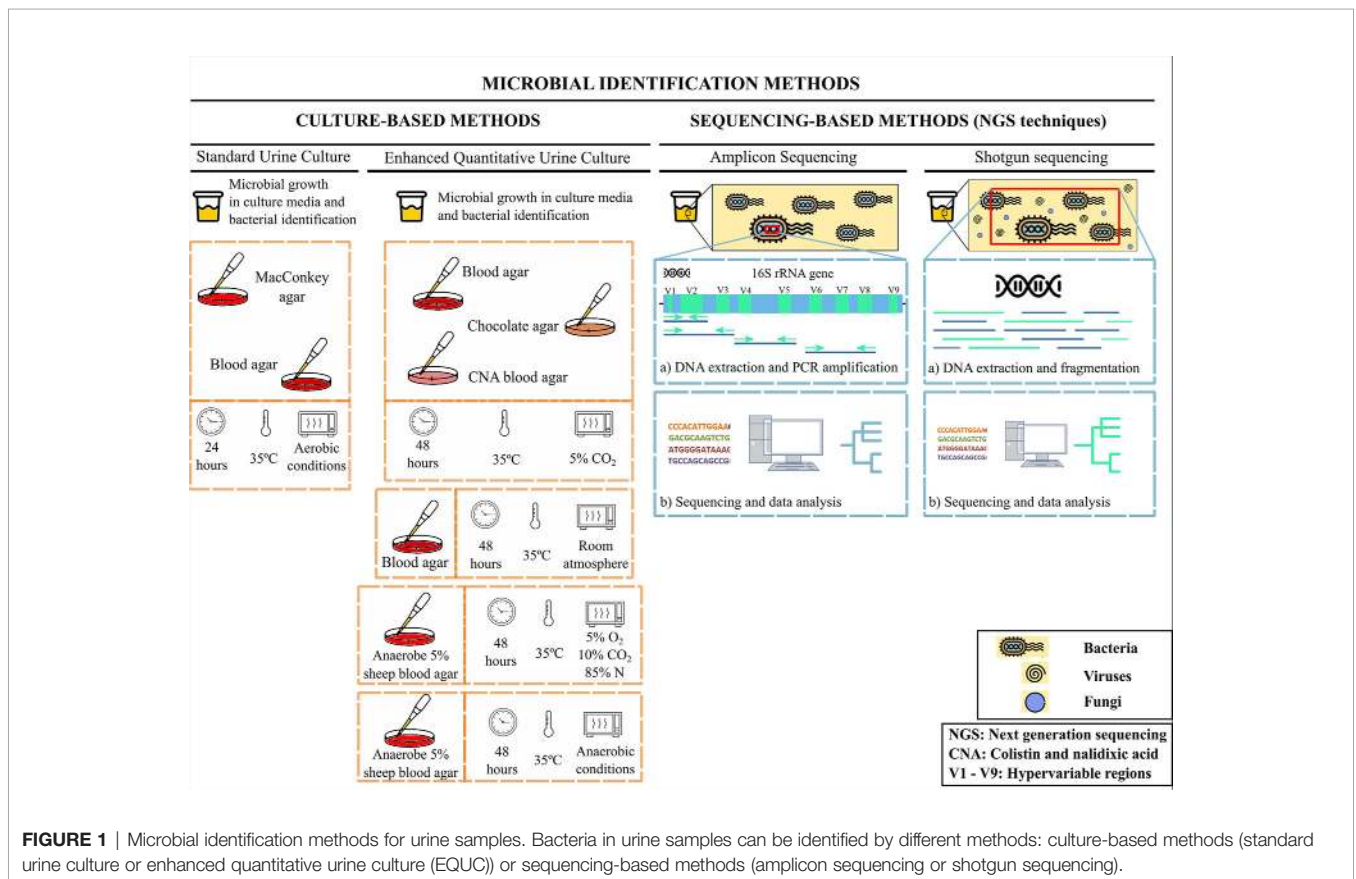 MICROBIAL IDENTIFICATION METHODS
CULTURE-BASED METHODS
Standard Urine Culture
Microbial growth
in culture media and
bacterial identification
MacConkey
agar
Blood agar
24
hours
35ºC
Aerobic
conditions
Enhanced Quantitative Urine Culture
Microbial growth in culture media
and bacterial identification
Blood agar
Chocolate agar
CNA blood agar
48
hours
35ºC
5% CO₂
Blood agar
48
hours
35ºC
Room
atmosphere
Anaerobe 5%
sheep blood agar
48
hours
35ºC
5% O₂
10% CO₂
85% N
Anaerobe 5%
sheep blood agar
48
hours
35ºC
Anaerobic
conditions
SEQUENCING-BASED METHODS (NGS techniques)
Amplicon Sequencing
16S rRNA gene
V1 V2 V3 V4 V5 V6 V7 V8 V9
a) DNA extraction and PCR amplification
CCCACATTGGAA
GACGCAAGTCTG
ATGGGGATAAAC
TGCCAGCAGCCG
b) Sequencing and data analysis
Shotgun sequencing
a) DNA extraction and fragmentation
CCCACATTGGAA
GACGCAAGTCTG
ATGGGGATAAAC
TGCCAGCAGCCG
b) Sequencing and data analysis
Bacteria
Viruses
Fungi
NGS: Next generation sequencing
CNA: Colistin and nalidixic acid
V1 - V9: Hypervariable regions
FIGURE 1 | Microbial identification methods for urine samples. Bacteria in urine samples can be identified by different methods: culture-based methods (standard
urine culture or enhanced quantitative urine culture (EQUC)) or sequencing-based methods (amplicon sequencing or shotgun sequencing).